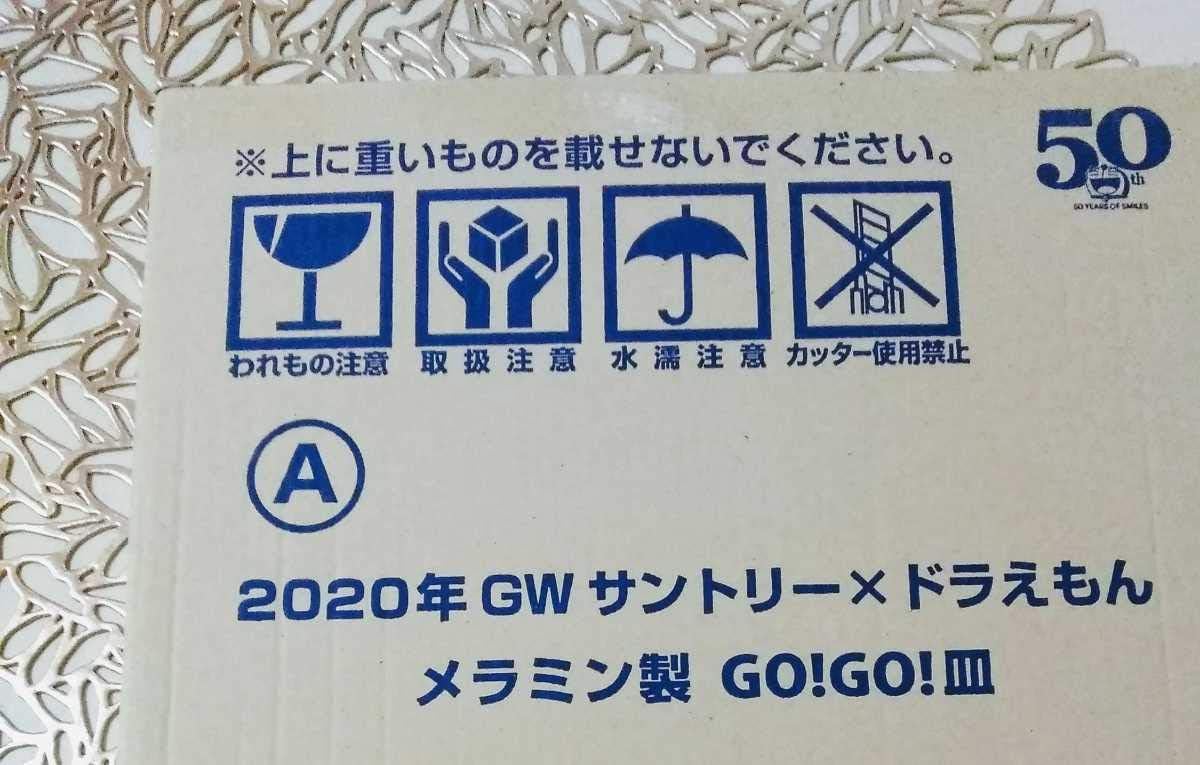 ※上に重いものを載せないでください。
50th
50 YEARS OF SMILES
われもの注意 取扱注意 水濡注意 カッター使用禁止
A
2020年 GW サントリー×ドラえもん
メラミン製 GO!GO!皿